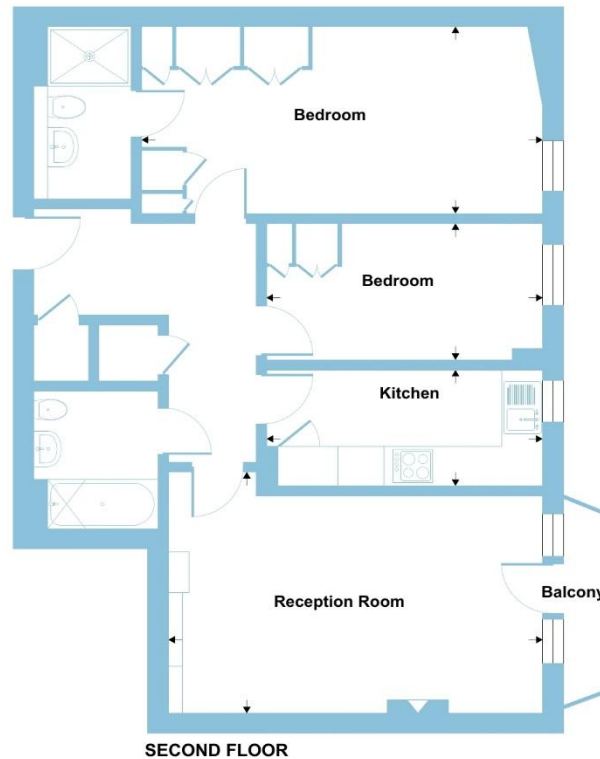 Bedroom
Bedroom
Kitchen
Reception Room
Balcony
SECOND FLOOR